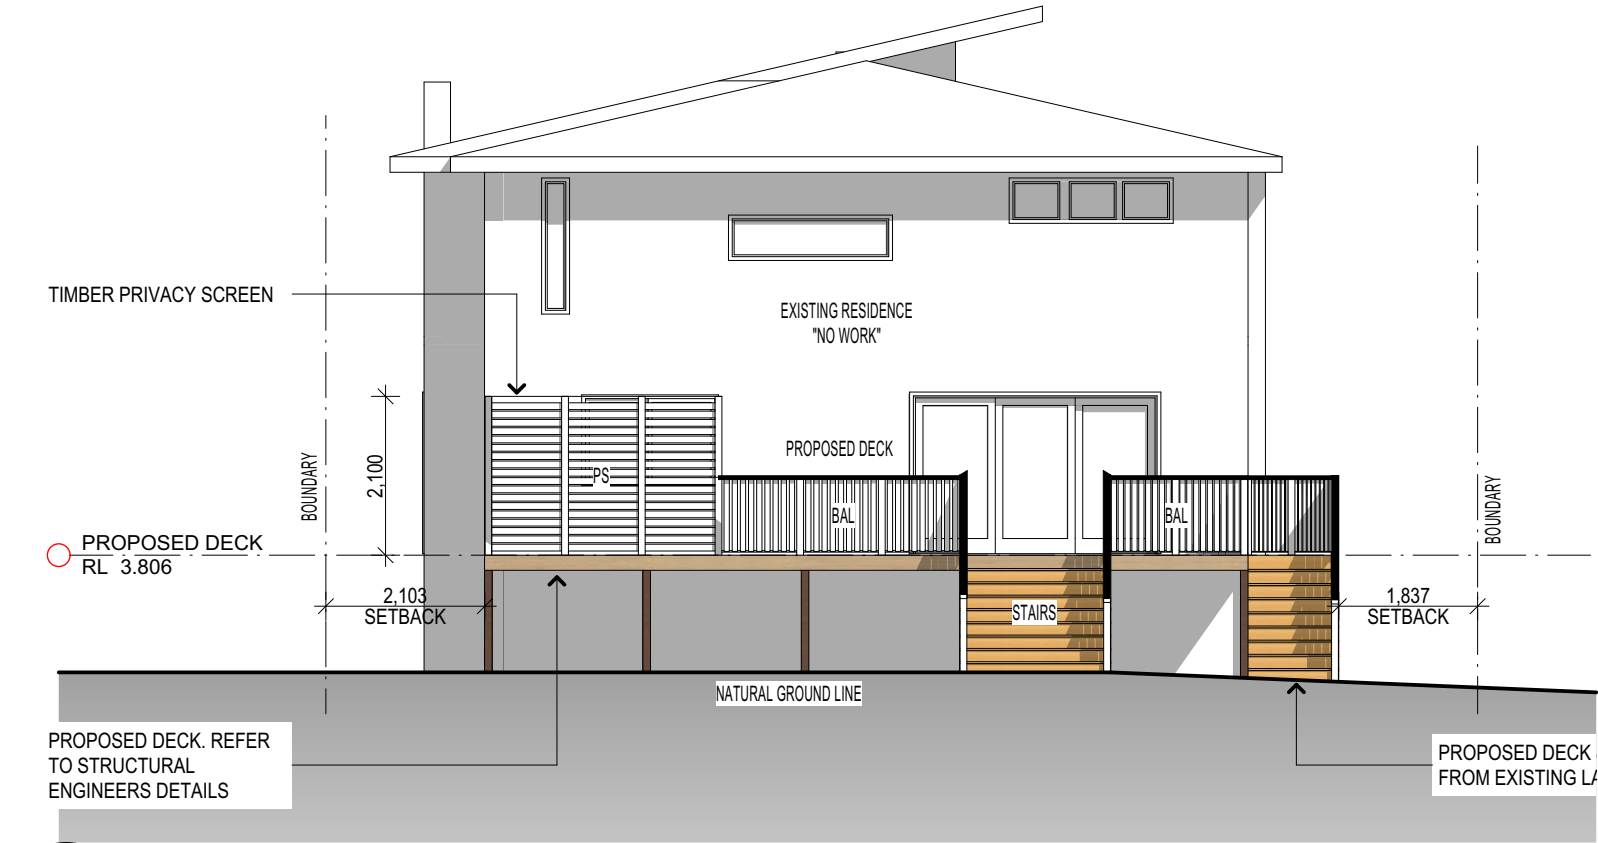 TIMBER PRIVACY SCREEN
EXISTING RESIDENCE
"NO WORK"
PROPOSED DECK
BOUNDARY
2,100
PS
BAL
BAL
BOUNDARY
PROPOSED DECK
RL 3.806
2,103
SETBACK
STAIRS
1,837
SETBACK
NATURAL GROUND LINE
PROPOSED DECK. REFER
TO STRUCTURAL
ENGINEERS DETAILS
PROPOSED DECK
FROM EXISTING